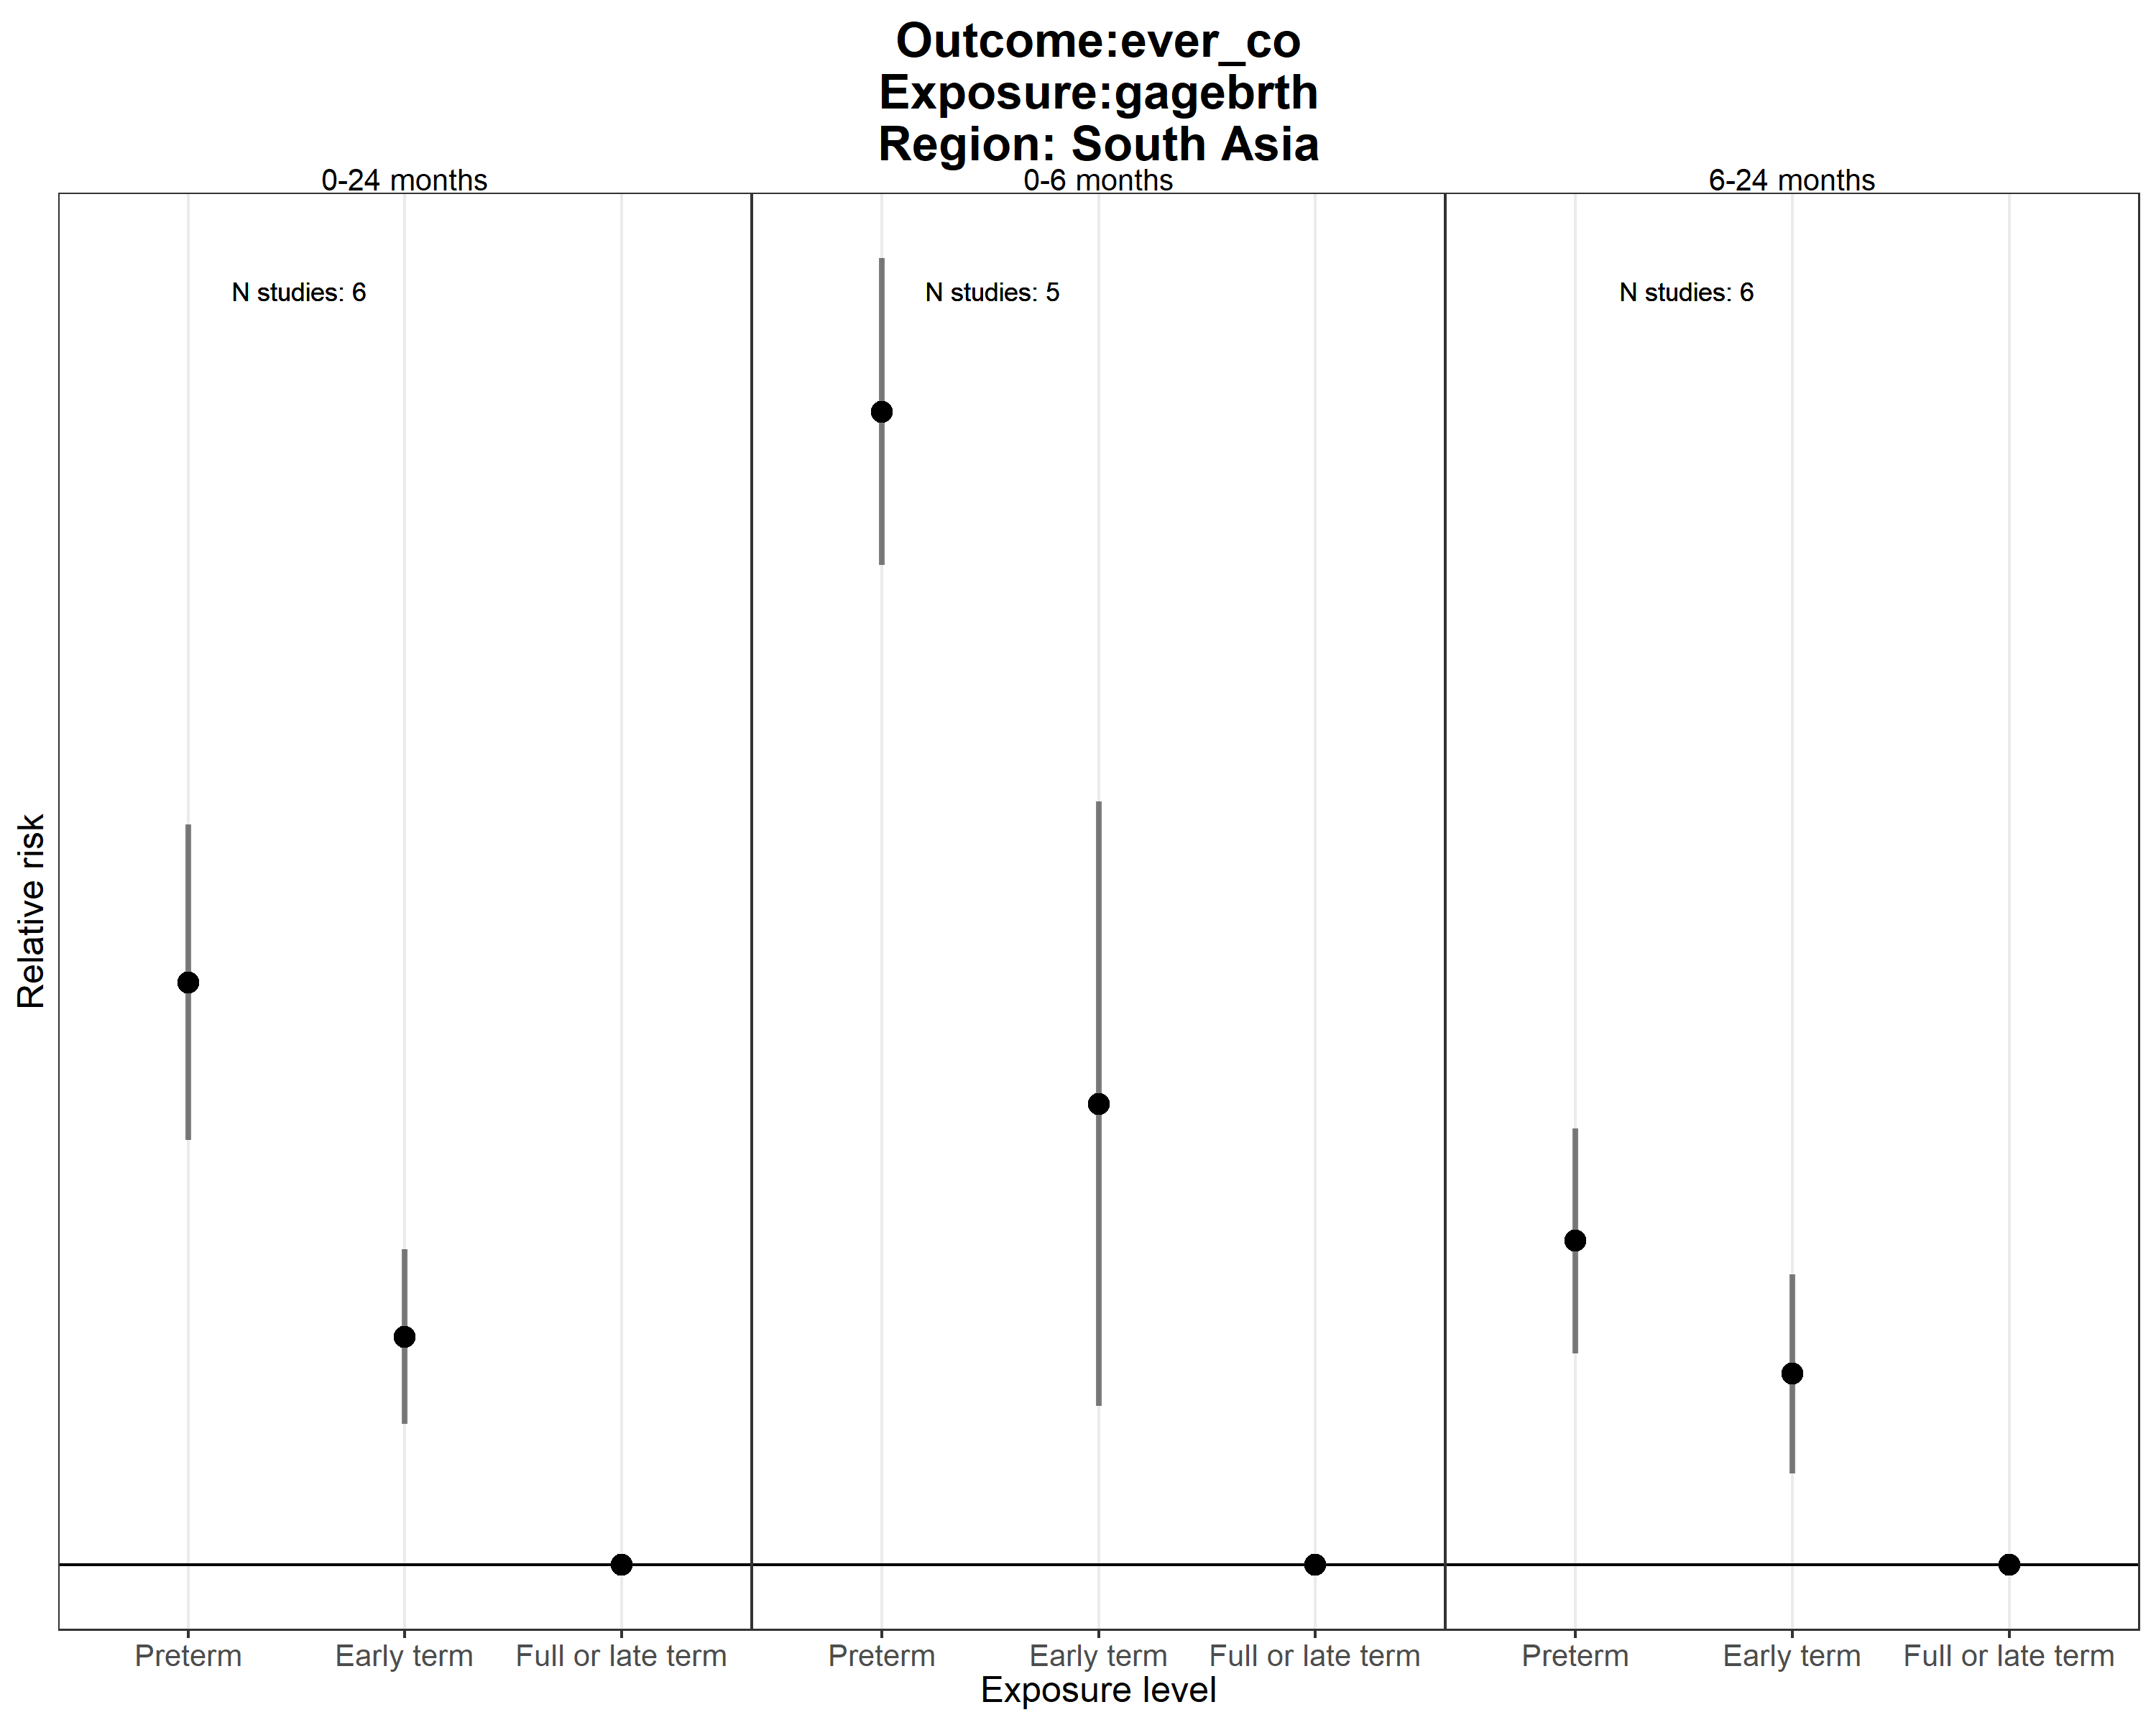 Outcome:ever_co
Exposure:gagebrth
Region: South Asia
0-24 months
0-6 months
6-24 months
N studies: 6
N studies: 5
N studies: 6
Relative risk
Preterm
Early term
Full or late term
Preterm
Early term
Full or late term
Preterm
Early term
Full or late term
Exposure level